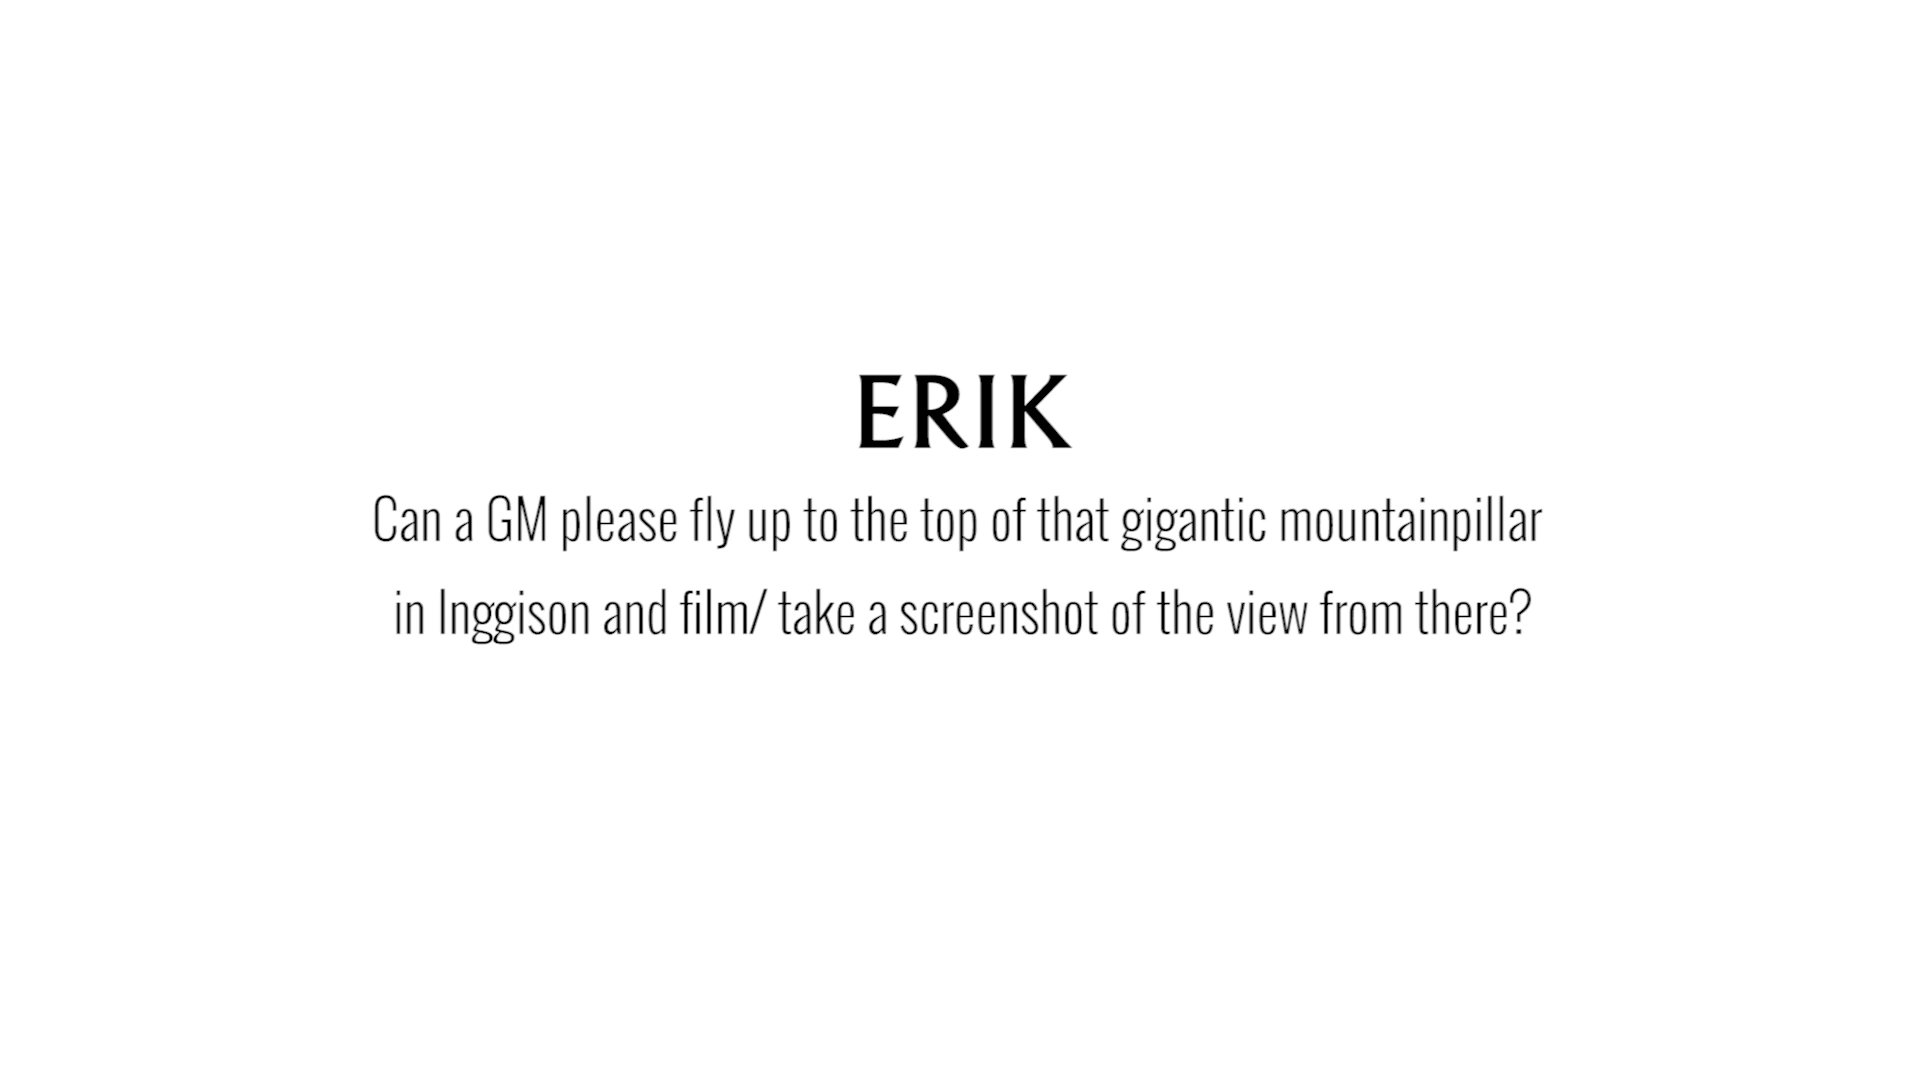 ERIK
Can a GM please fly up to the top of that gigantic mountainpillar
in Inggison and film/ take a screenshot of the view from there?